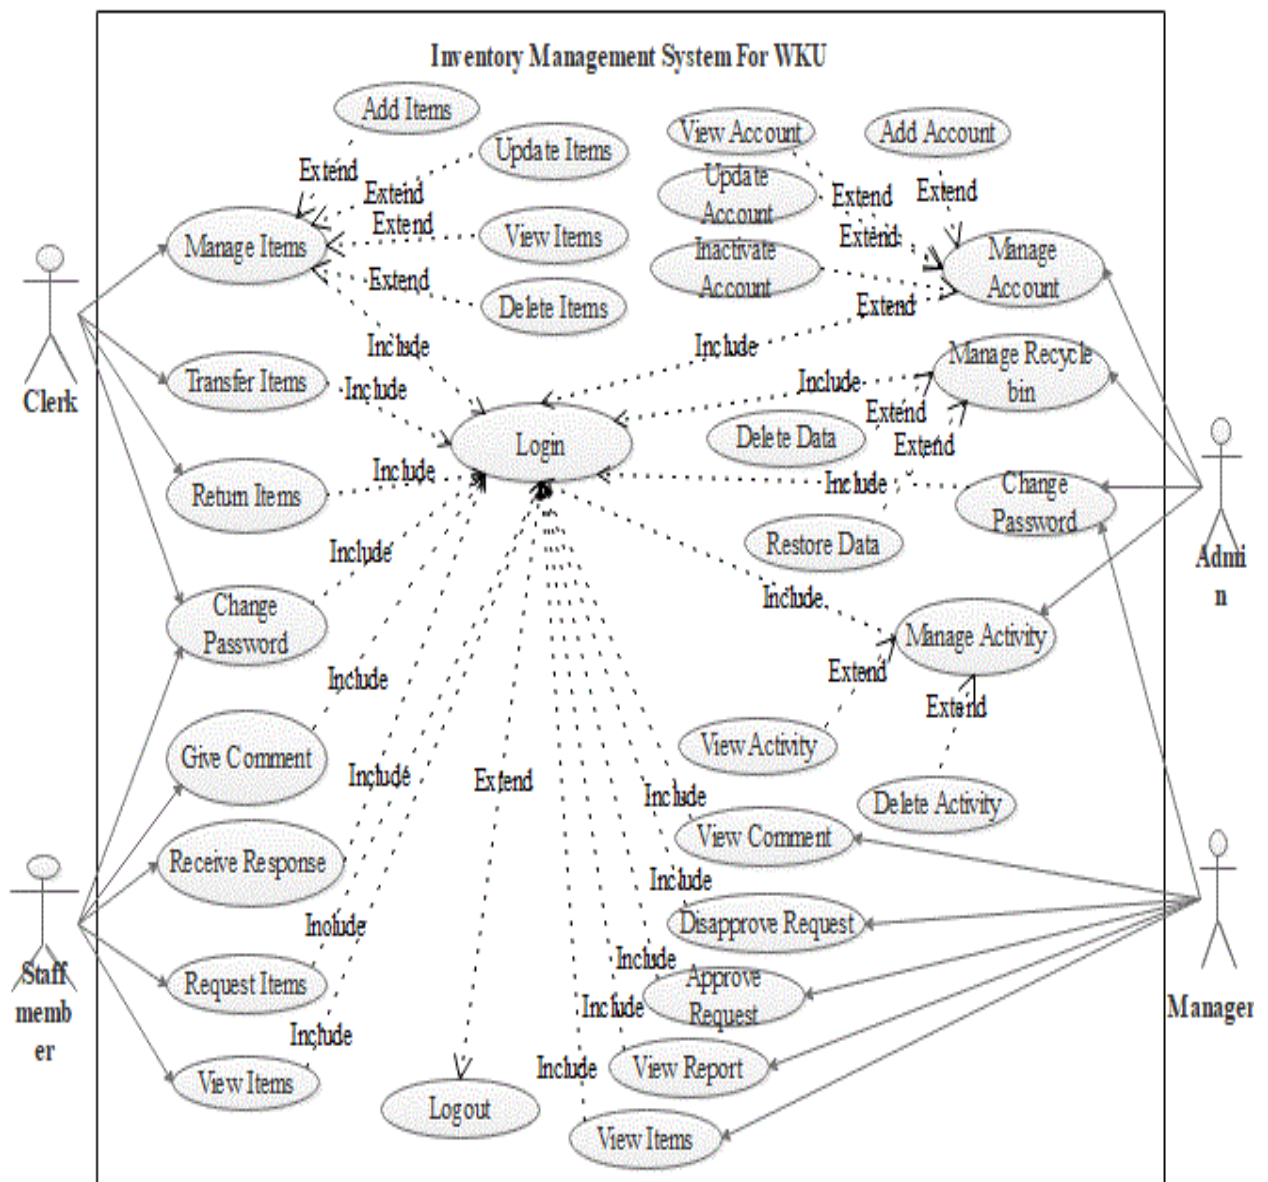 Inventory Management System For WKU
Add Items
View Account
Add Account
Update Items
Extend
Extend
Update
Account
Extend
Extend
Extend
View Items
Extend
Manage Items
Inactivate
Account
Manage
Account
Extend
Delete Items
Extend
Clerk
Include
Include
Manage Recycle
bin
Transfer Items
Include
Include
Extend
Delete Data
Extend
Login
Include
Include
Return Items
Change
Password
Restore Data
Include
Admi
n
Include
Change
Password
Manage Activity
Extend
Include
Extend
View Activity
Give Comment
Include
Extend
Include
Delete Activity
View Comment
Receive Response
Include
Include
Disapprove Request
Staff
memb
er
Request Items
Include
Approve
Request
Include
Manager
Include
View Items
Include
View Report
Logout
View Items